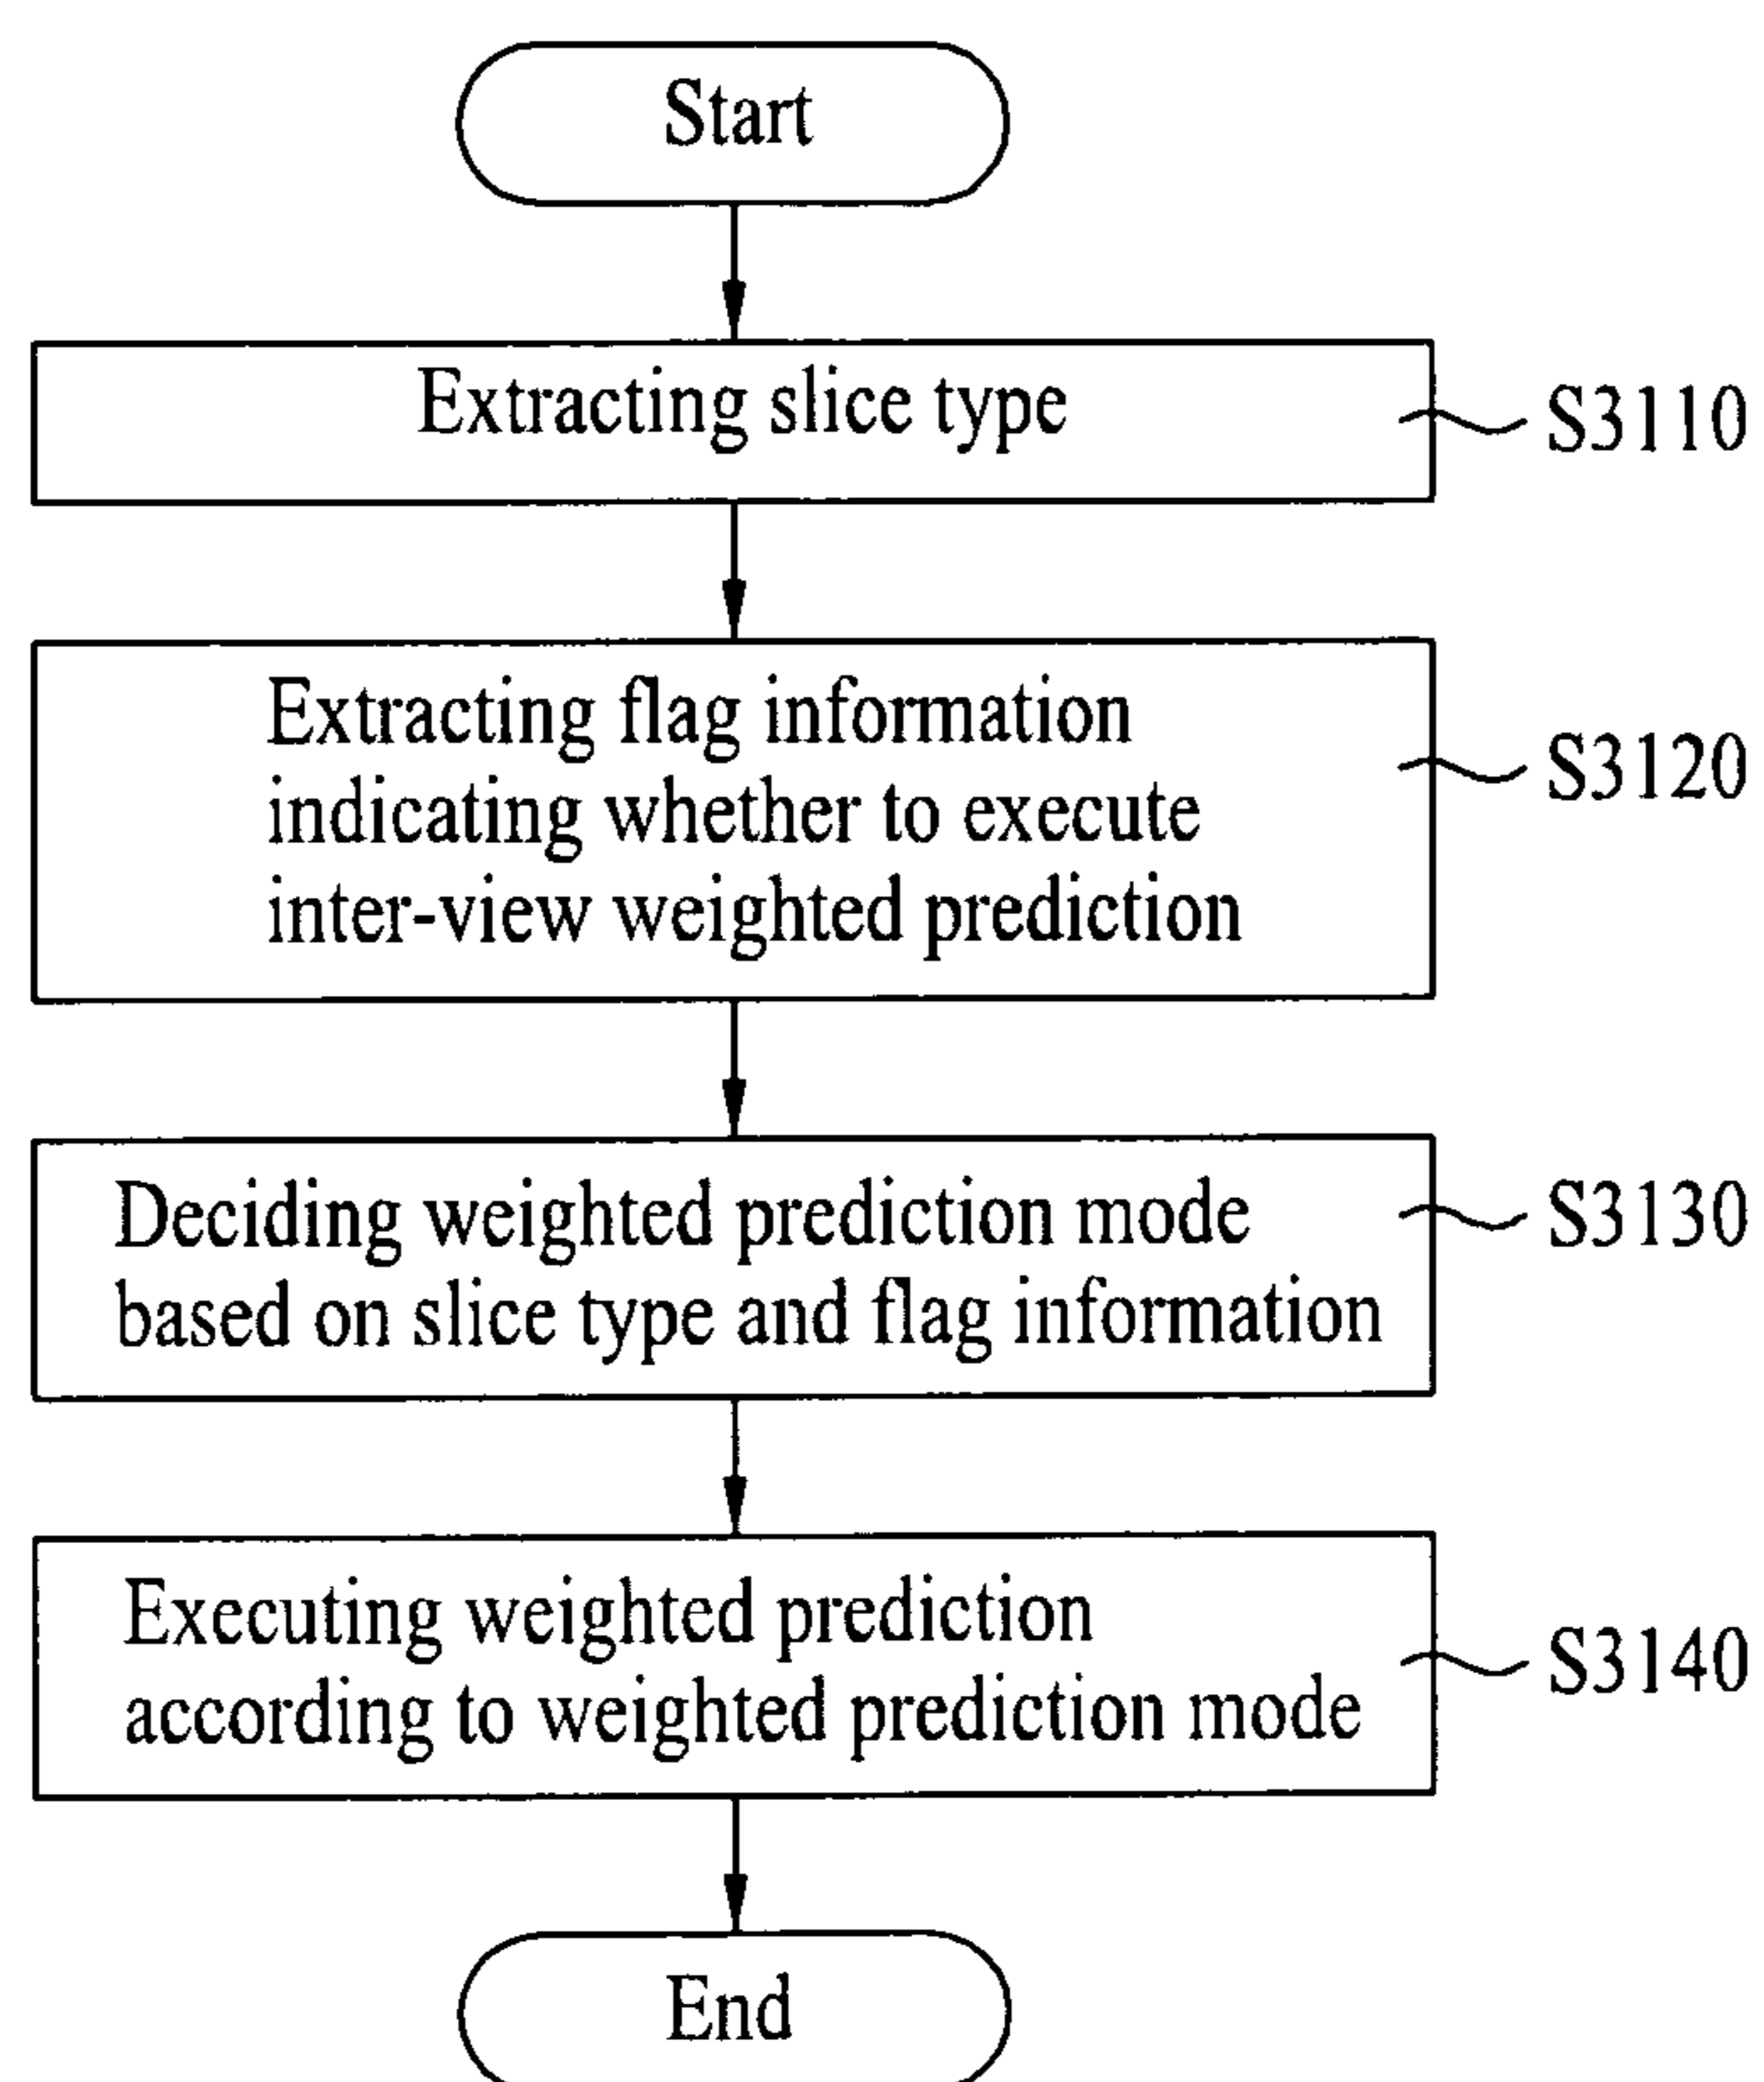 Start
Extracting slice type
S3110
Extracting flag information
indicating whether to execute
inter-view weighted prediction
S3120
Deciding weighted prediction mode
based on slice type and flag information
S3130
Executing weighted prediction
according to weighted prediction mode
S3140
End